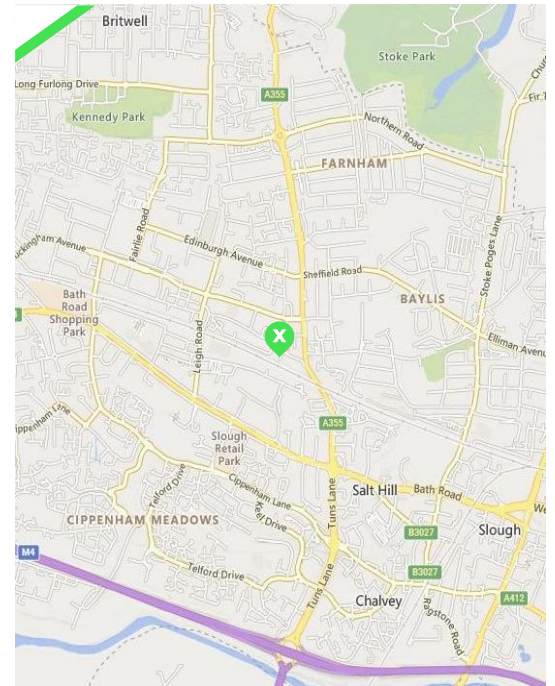 Britwell
Stoke Park
Long Furlong Drive
A355
Kennedy Park
Northern Road
FARNHAM
Fairlie Road
Stoke Poges Lane
Edinburgh Avenue
Sheffield Road
Bath
Road
Shopping
Park
BAYLIS
Leigh Road
X
Elliman Avenue
A355
Slough
Retail
Park
Cippenham Lane
Telford Drive
Keel Drive
Salt Hill
Bath Road
Tuns Lane
CIPPENHAM MEADOWS
B3027
Slough
M4
Telford Drive
B3027
Tuns Lane
Chalvey
Ragstone Road
A412